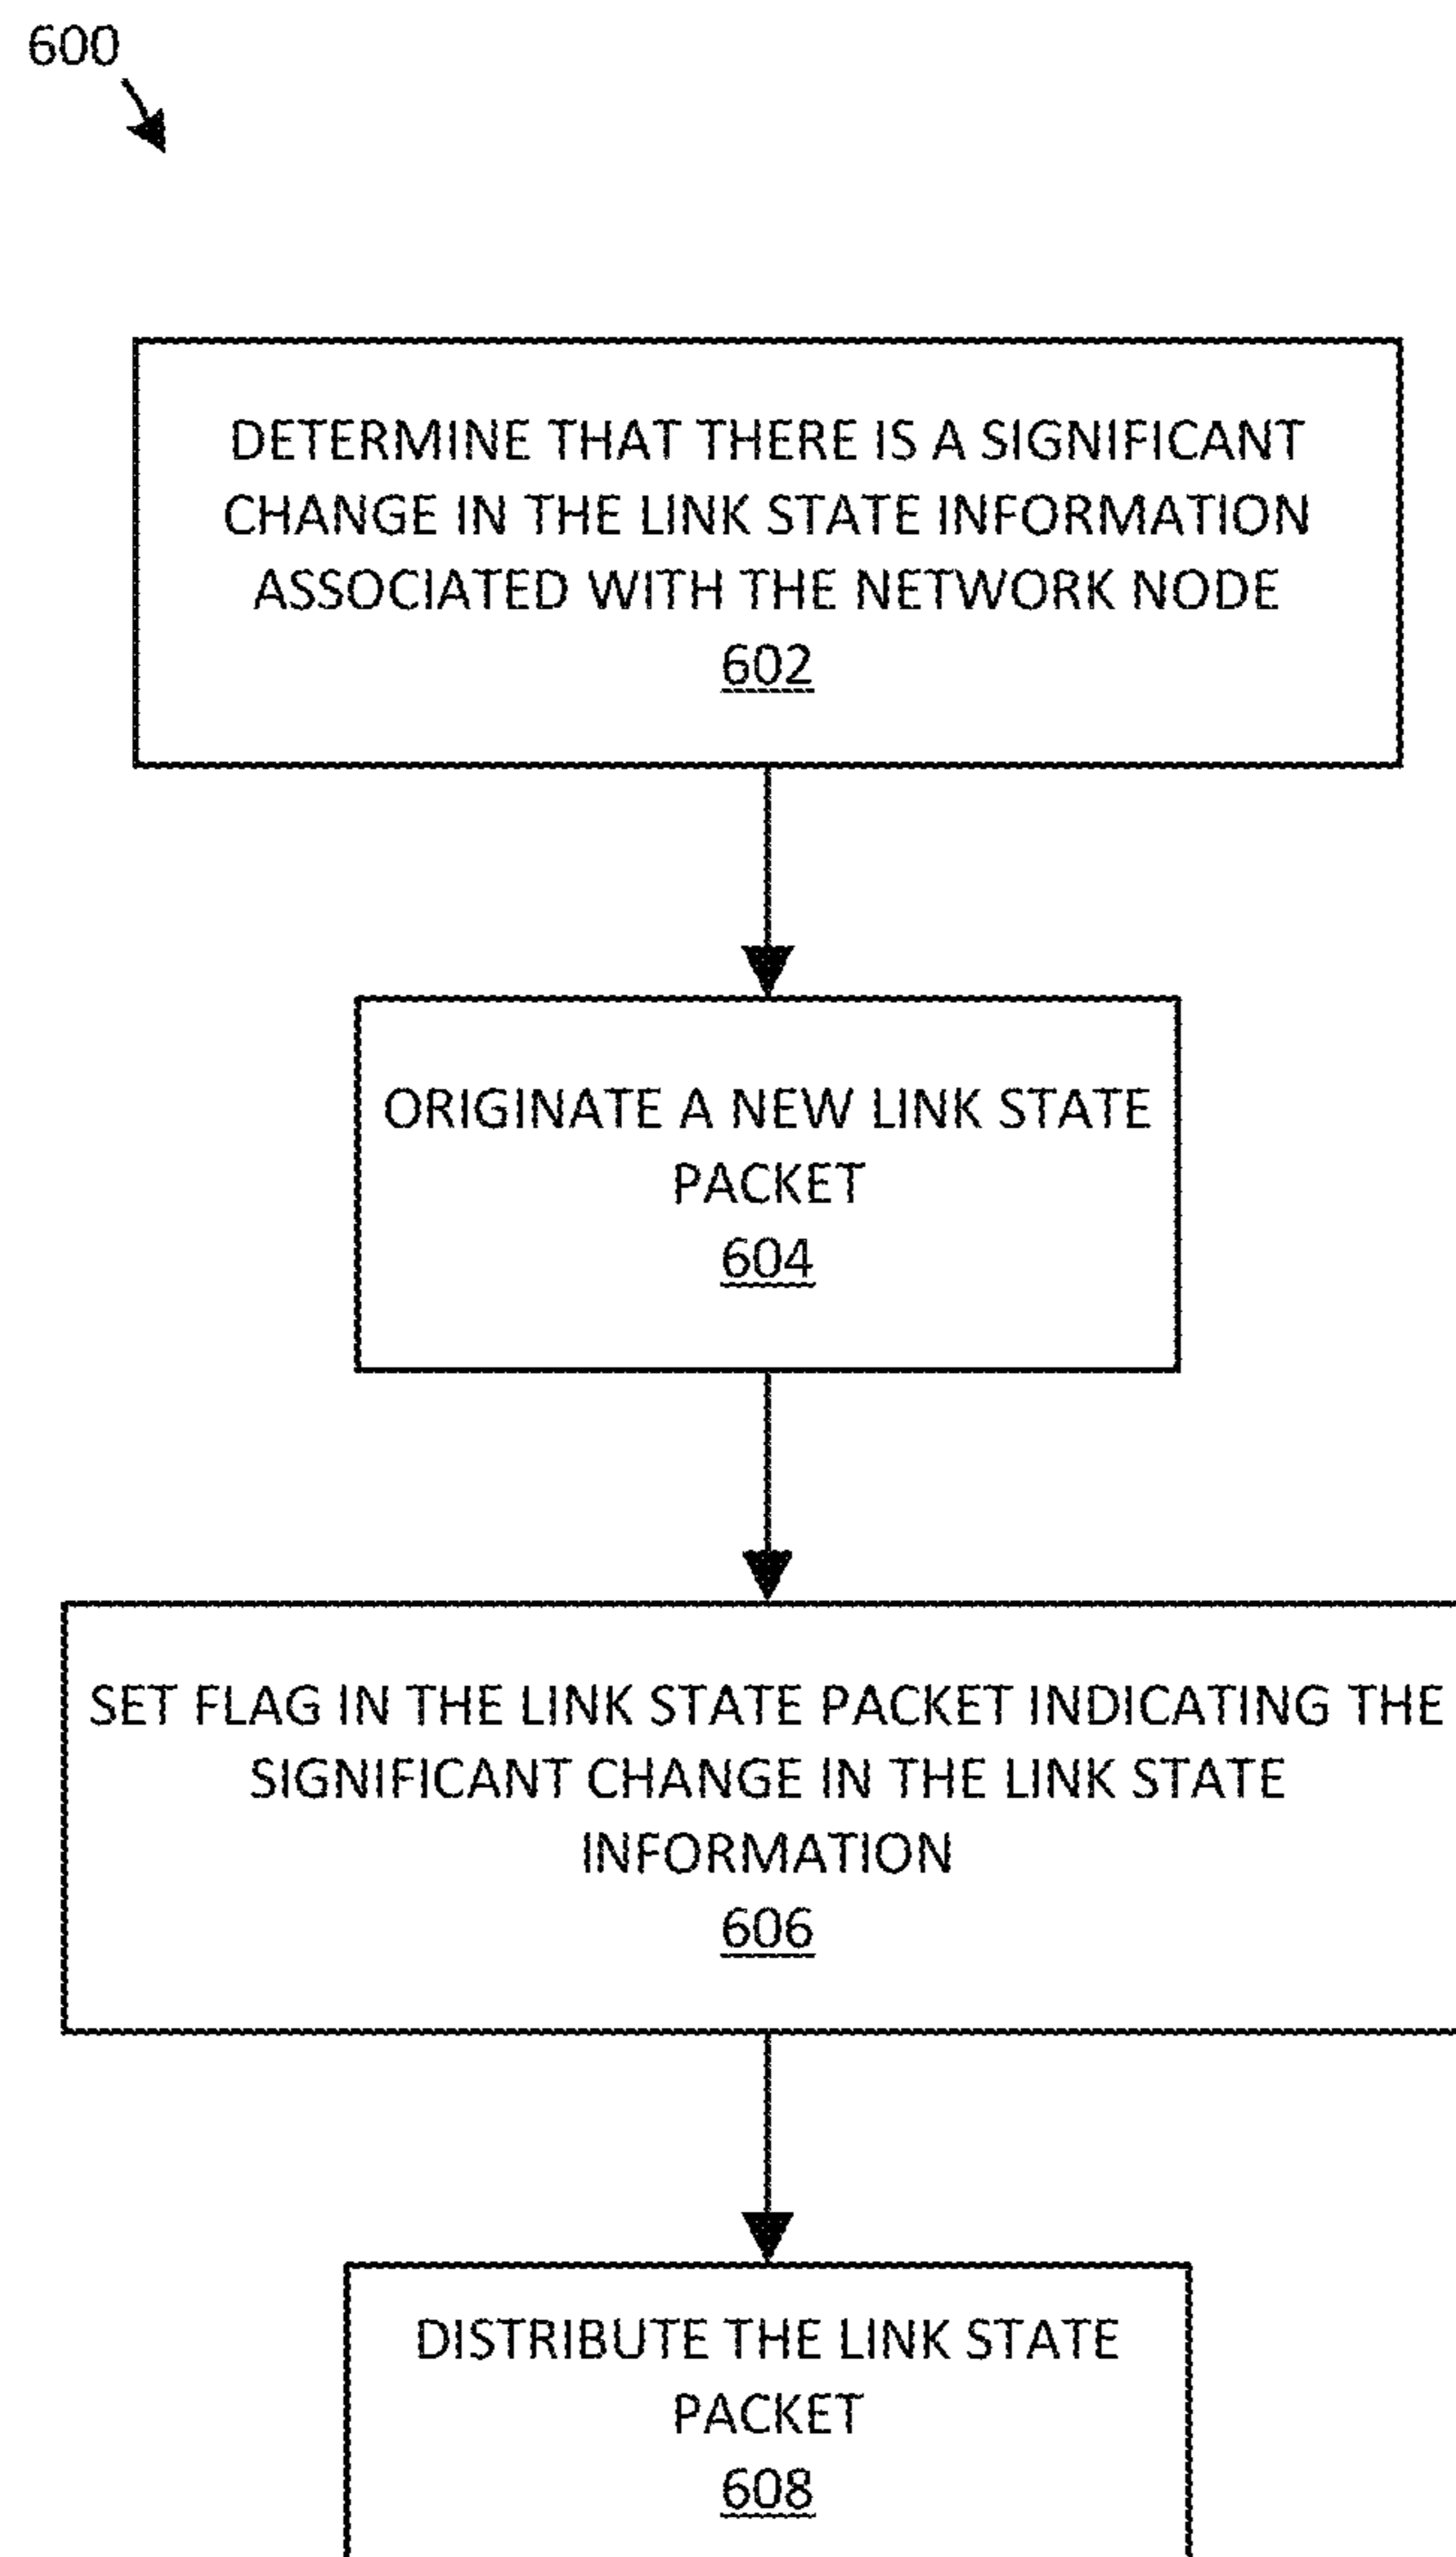 600
DETERMINE THAT THERE IS A SIGNIFICANT
CHANGE IN THE LINK STATE INFORMATION
ASSOCIATED WITH THE NETWORK NODE
602
ORIGINATE A NEW LINK STATE
PACKET
604
SET FLAG IN THE LINK STATE PACKET INDICATING THE
SIGNIFICANT CHANGE IN THE LINK STATE
INFORMATION
606
DISTRIBUTE THE LINK STATE
PACKET
608